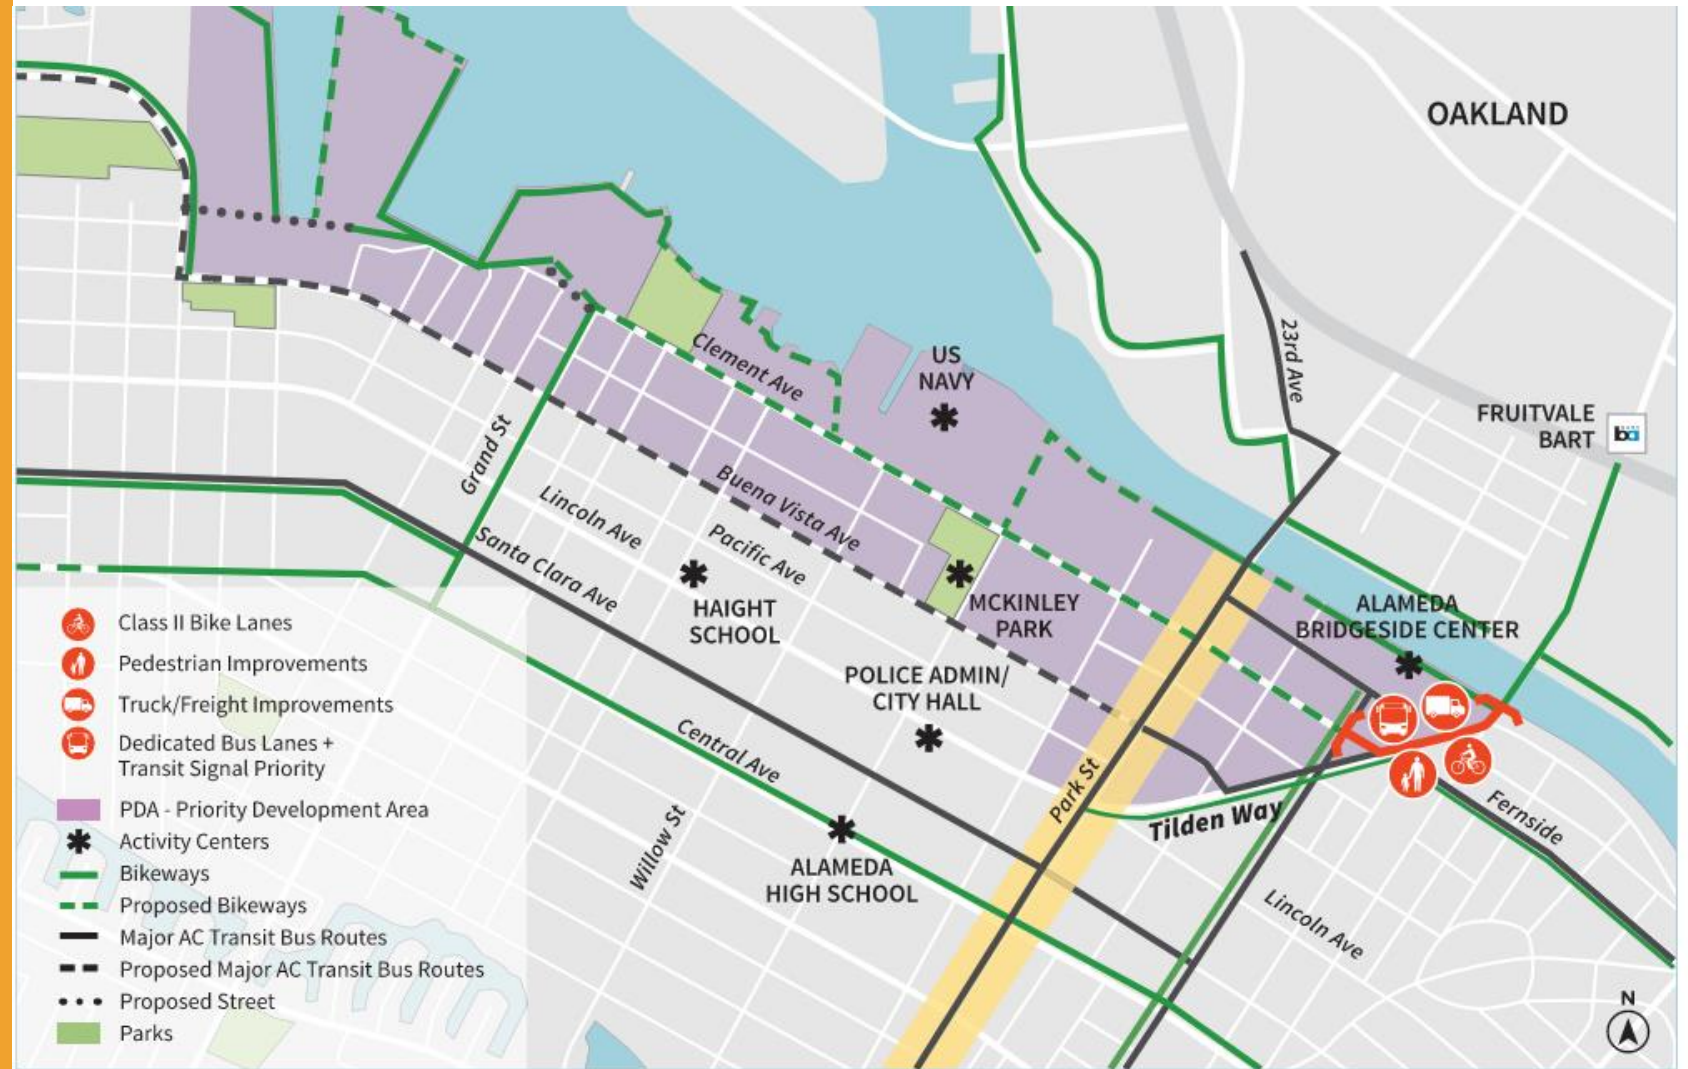 OAKLAND
23rd Ave
FRUITVALE
BART
US
NAVY
Clement Ave
Grand St
Buena Vista Ave
Lincoln Ave
Pacific Ave
Santa Clara Ave
HAIGHT
SCHOOL
MCKINLEY
PARK
ALAMEDA
BRIDGESIDE CENTER
POLICE ADMIN/
CITY HALL
Central Ave
Park St
Tilden Way
Fernside
Willow St
ALAMEDA
HIGH SCHOOL
Lincoln Ave
Class II Bike Lanes
Pedestrian Improvements
Truck/Freight Improvements
Dedicated Bus Lanes +
Transit Signal Priority
PDA - Priority Development Area
Activity Centers
Bikeways
Proposed Bikeways
Major AC Transit Bus Routes
Proposed Major AC Transit Bus Routes
Proposed Street
Parks
N